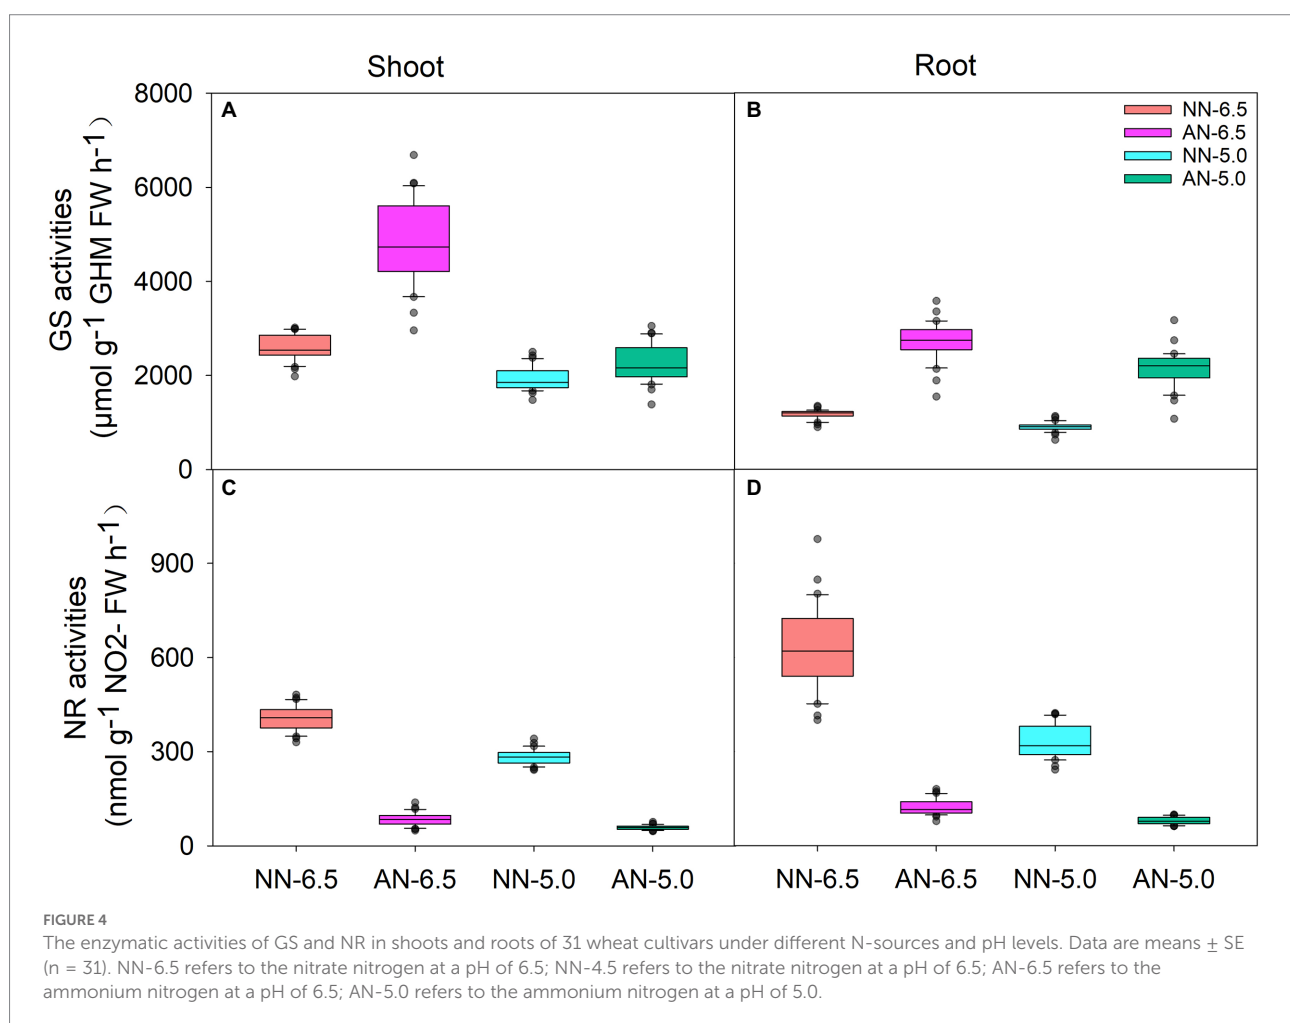 Shoot
Root
8000
6000
4000
2000
0
GS activities
(µmol g-1 GHM FW h-1)
A
B
NN-6.5
AN-6.5
NN-5.0
AN-5.0
900
600
300
0
NR activities
(nmol g-1 NO2- FW h-1)
C
D
NN-6.5 AN-6.5 NN-5.0 AN-5.0
NN-6.5 AN-6.5 NN-5.0 AN-5.0
FIGURE 4
The enzymatic activities of GS and NR in shoots and roots of 31 wheat cultivars under different N-sources and pH levels. Data are means ± SE
(n = 31). NN-6.5 refers to the nitrate nitrogen at a pH of 6.5; NN-4.5 refers to the nitrate nitrogen at a pH of 6.5; AN-6.5 refers to the
ammonium nitrogen at a pH of 6.5; AN-5.0 refers to the ammonium nitrogen at a pH of 5.0.